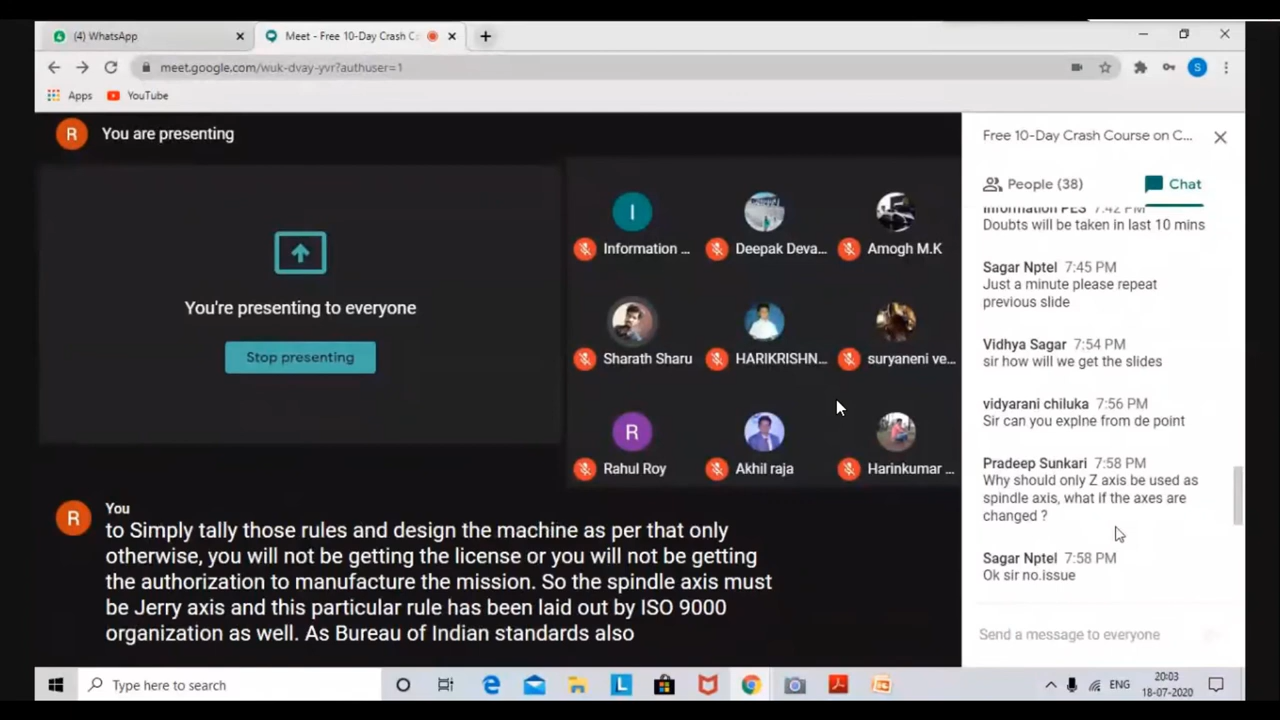 (4) WhatsApp
Meet - Free 10-Day Crash C
meet.google.com/wuk-dvay-yvr?authuser=1
S
Apps
YouTube
R
You are presenting
You're presenting to everyone
Stop presenting
I
Information ...
Deepak Deva...
Amogh M.K
Sharath Sharu
HARIKRISHN...
suryaneni ve...
R
Rahul Roy
Akhil raja
Harinkumar ...
R
You
to Simply tally those rules and design the machine as per that only
otherwise, you will not be getting the license or you will not be getting
the authorization to manufacture the mission. So the spindle axis must
be Jerry axis and this particular rule has been laid out by ISO 9000
organization as well. As Bureau of Indian standards also
Free 10-Day Crash Course on C...
People (38)
Chat
Information PES 7:42 PM
Doubts will be taken in last 10 mins
Sagar Nptel 7:45 PM
Just a minute please repeat
previous slide
Vidhya Sagar 7:54 PM
sir how will we get the slides
vidyarani chiluka 7:56 PM
Sir can you explne from de point
Pradeep Sunkari 7:58 PM
Why should only Z axis be used as
spindle axis, what if the axes are
changed ?
Sagar Nptel 7:58 PM
Ok sir no.issue
Send a message to everyone
Type here to search
L
ENG
20:03
18-07-2020